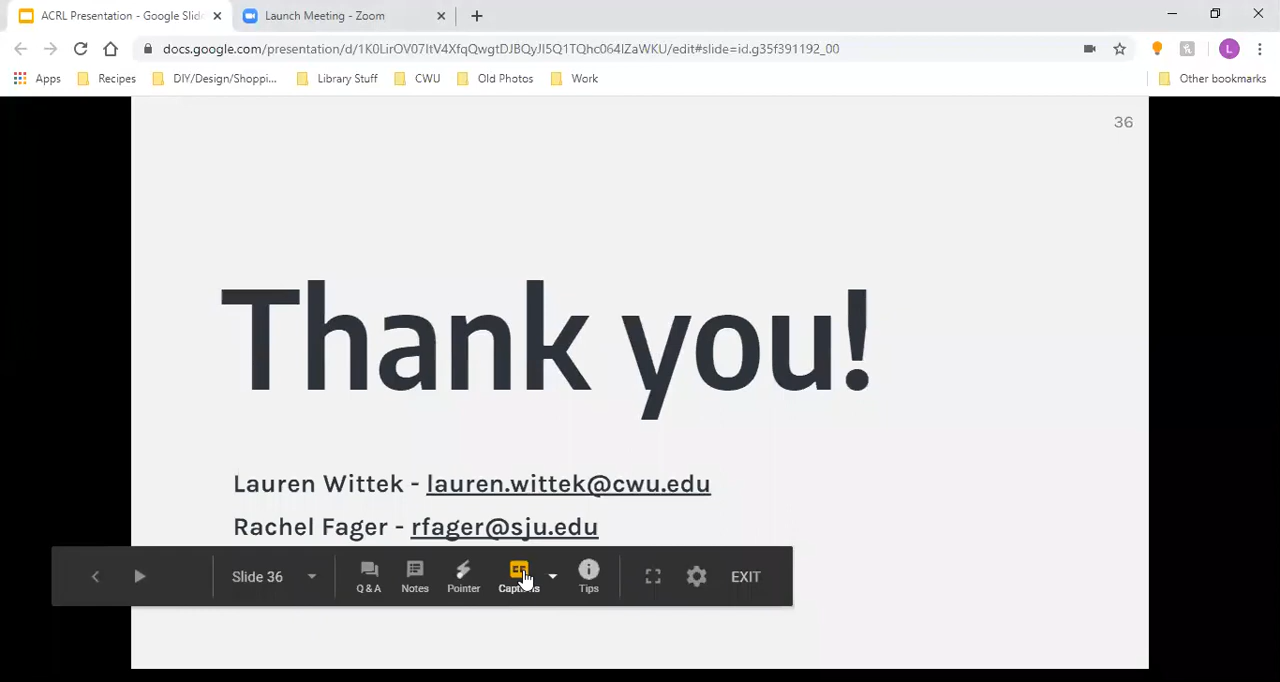 ACRL Presentation - Google Slide
Launch Meeting - Zoom
docs.google.com/presentation/d/1K0LirOV07ItV4XfqQwgtDJBQyJI5Q1TQhc064lZaWKU/edit#slide=id.g35f391192_00
Apps Recipes DIY/Design/Shoppi... Library Stuff CWU Old Photos Work Other bookmarks
36
Thank you!
Lauren Wittek - lauren.wittek@cwu.edu
Rachel Fager - rfager@sju.edu
Slide 36
Q & A Notes Pointer Captions Tips
EXIT
L